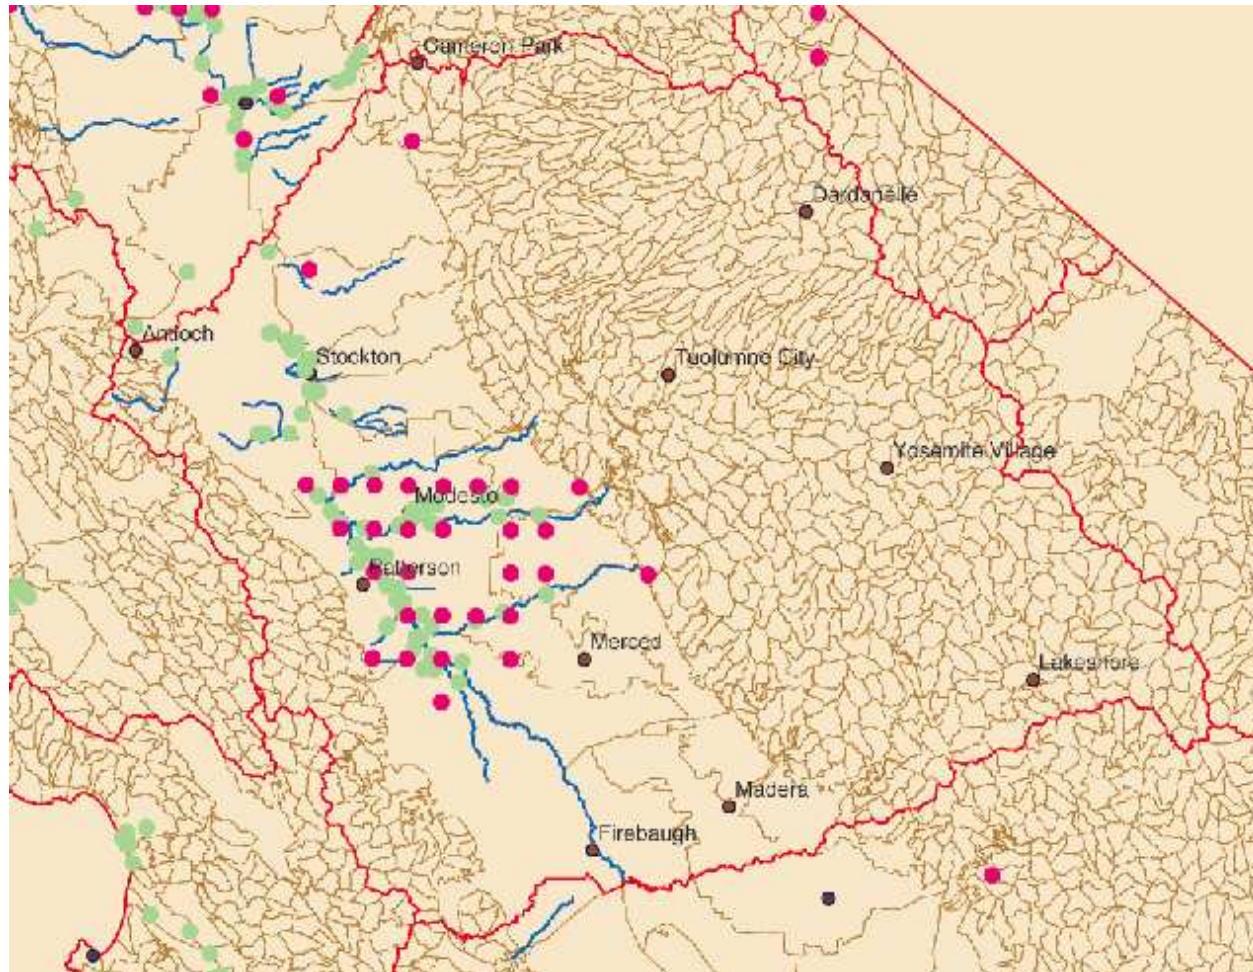 Cameron Park
Dardanelle
Antioch
Stockton
Tuolumne City
Yosemite Village
Modesto
Patterson
Merced
Lakeshore
Madera
Firebaugh